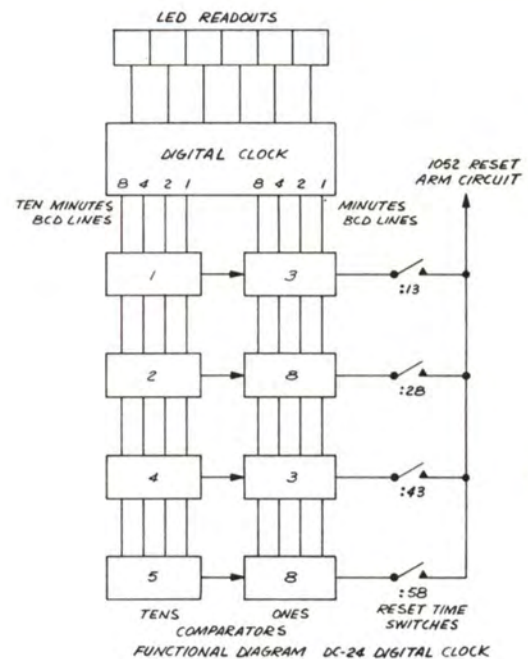 LED READOUTS
DIGITAL CLOCK
8 4 2 1 8 4 2 1
1052 RESET
ARM CIRCUIT
TEN MINUTES
BCD LINES
MINUTES
BCD LINES
1 3
:13
2 8
:28
4 3
:43
5 8
:58
TENS ONES
RESET TIME
SWITCHES
COMPARATORS
FUNCTIONAL DIAGRAM DC-24 DIGITAL CLOCK